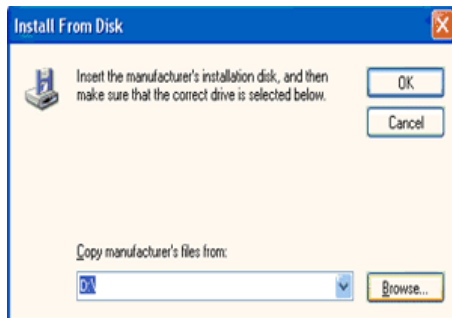 Install From Disk
Insert the manufacturer's installation disk, and then
make sure that the correct drive is selected below.
OK
Cancel
Copy manufacturer's files from:
D:\
Browse...